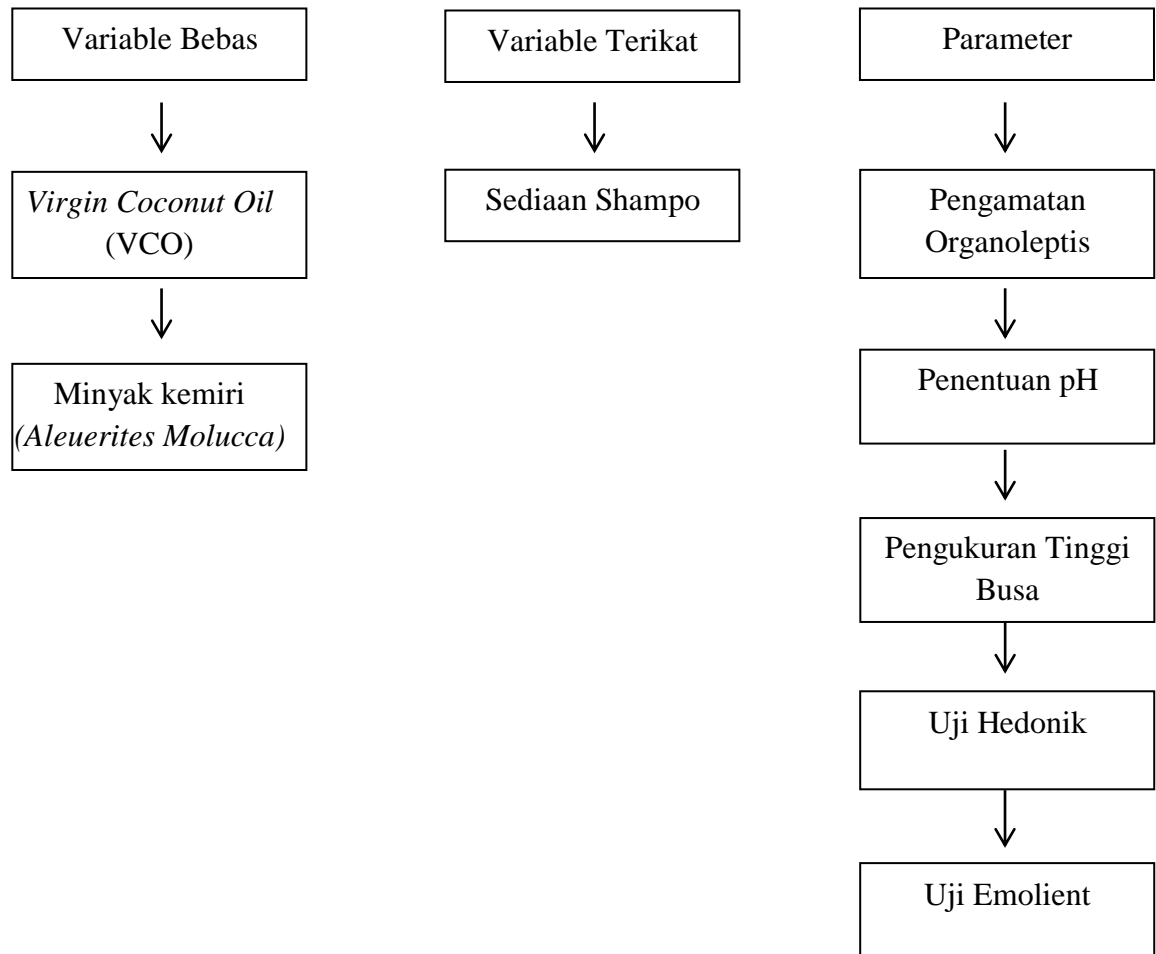 Variable Bebas
Virgin Coconut Oil
(VCO)
Minyak kemiri
(Aleuerites Molucca)
Variable Terikat
Sediaan Shampo
Parameter
Pengamatan
Organoleptis
Penentuan pH
Pengukuran Tinggi
Busa
Uji Hedonik
Uji Emolient